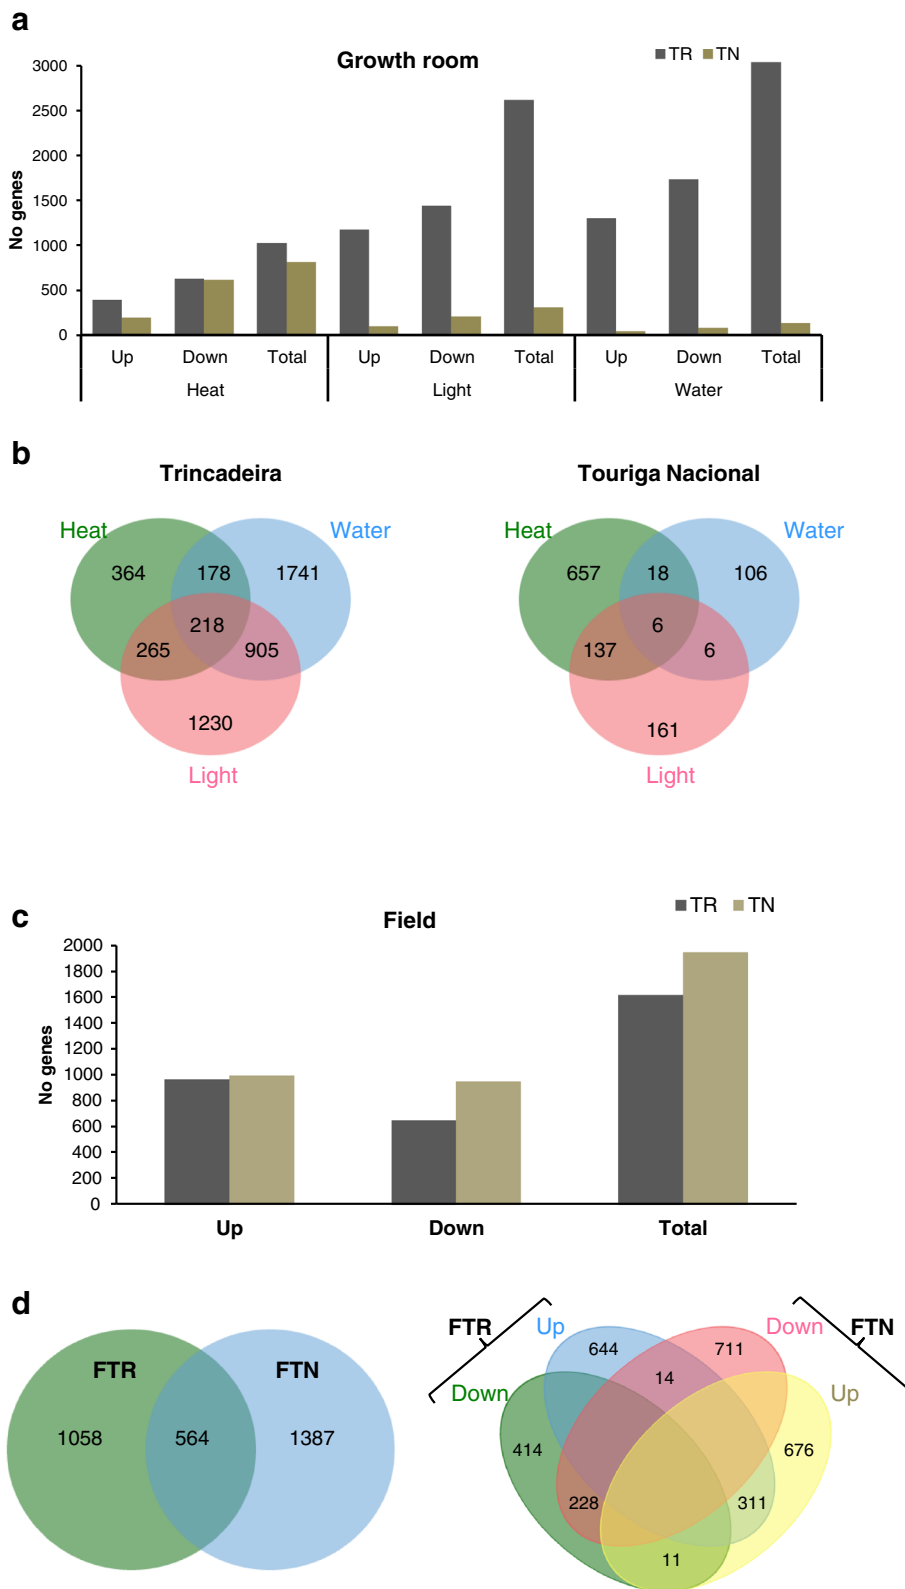 a
Growth room
TR TN
No genes
3000
2500
2000
1500
1000
500
0
Up Down Total Up Down Total Up Down Total
Heat Light Water
b
Trincadeira Touriga Nacional
Heat Water Heat Water
364 178 1741 657 18 106
218 6
265 905 137 6
1230 161
Light Light
c
Field
TR TN
No genes
2000
1800
1600
1400
1200
1000
800
600
400
200
0
Up Down Total
d
FTR FTN
1058 564 1387
FTR Up Down FTN
Down Up
644 711
14
414 676
228 311
11